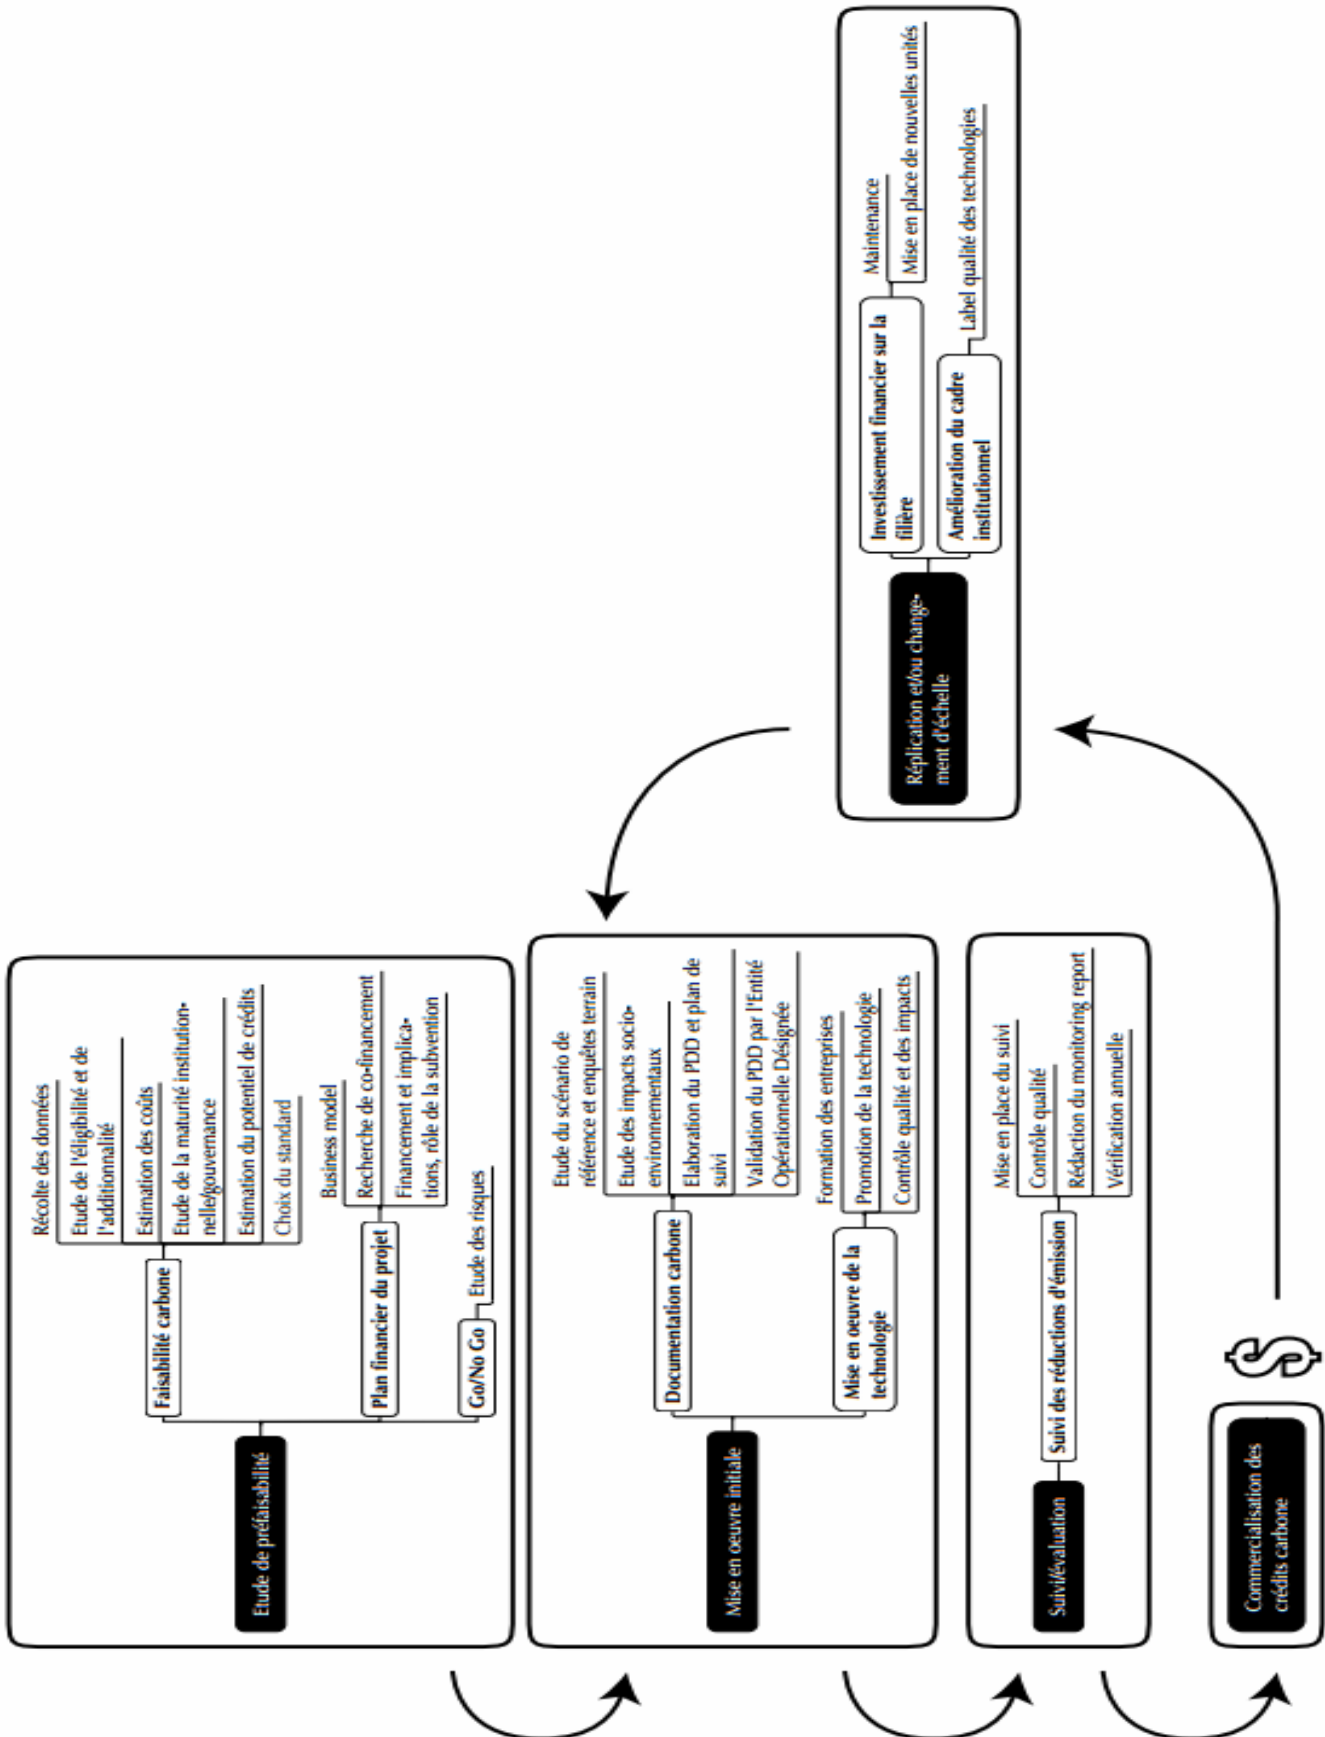 Etude de préfaisabilité
Faisabilité carbone
Récolte des données
Etude de l'éligibilité et de
l'additionnalité
Estimation des coûts
Etude de la maturité institution-
nelle/gouvernance
Estimation du potentiel de crédits
Choix du standard
Plan financier du projet
Business model
Recherche de co-financement
Financement et implica-
tions, rôle de la subvention
Go/No Go
Etude des risques
Mise en oeuvre initiale
Documentation carbone
Etude du scénario de
référence et enquêtes terrain
Etude des impacts socio-
environnementaux
Elaboration du PDD et plan de
suivi
Validation du PDD par l'Entité
Opérationnelle Désignée
Mise en oeuvre de la
technologie
Formation des entreprises
Promotion de la technologie
Contrôle qualité et des impacts
Suivi/évaluation
Suivi des réductions d'émission
Mise en place du suivi
Contrôle qualité
Rédaction du monitoring report
Vérification annuelle
Commercialisation des
crédits carbone
$
Réplication et/ou change-
ment d'échelle
Investissement financier sur la
filière
Maintenance
Mise en place de nouvelles unités
Amélioration du cadre
institutionnel
Label qualité des technologies